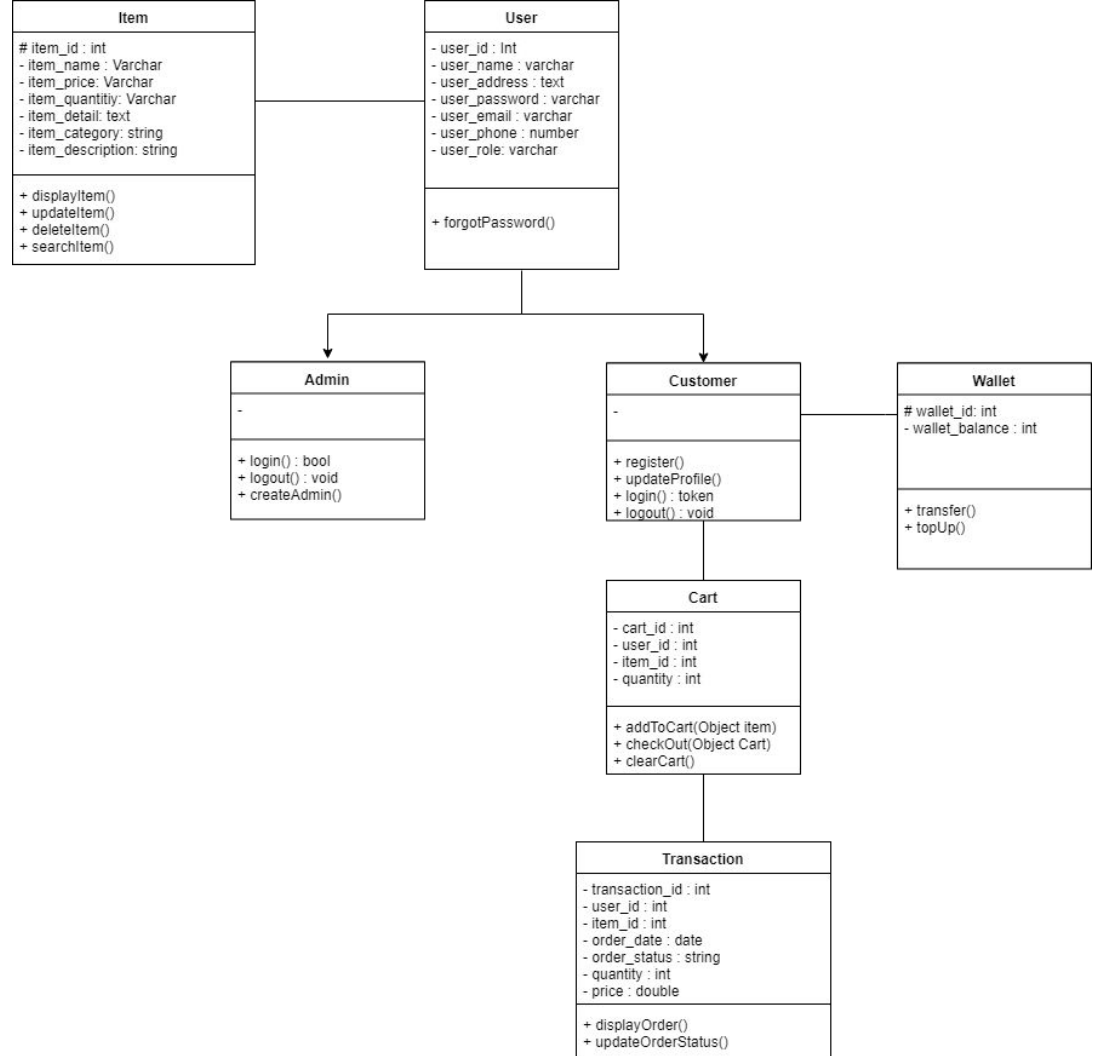 Item
# item_id : int
- item_name : Varchar
- item_price: Varchar
- item_quantitiy: Varchar
- item_detail: text
- item_category: string
- item_description: string
+ displayItem()
+ updateItem()
+ deleteItem()
+ searchItem()
User
- user_id : Int
- user_name : varchar
- user_address : text
- user_password : varchar
- user_email : varchar
- user_phone : number
- user_role: varchar
+ forgotPassword()
Admin
-
+ login() : bool
+ logout() : void
+ createAdmin()
Customer
-
+ register()
+ updateProfile()
+ login() : token
+ logout() : void
Wallet
# wallet_id: int
- wallet_balance : int
+ transfer()
+ topUp()
Cart
- cart_id : int
- user_id : int
- item_id : int
- quantity : int
+ addToCart(Object item)
+ checkOut(Object Cart)
+ clearCart()
Transaction
- transaction_id : int
- user_id : int
- item_id : int
- order_date : date
- order_status : string
- quantity : int
- price : double
+ displayOrder()
+ updateOrderStatus()